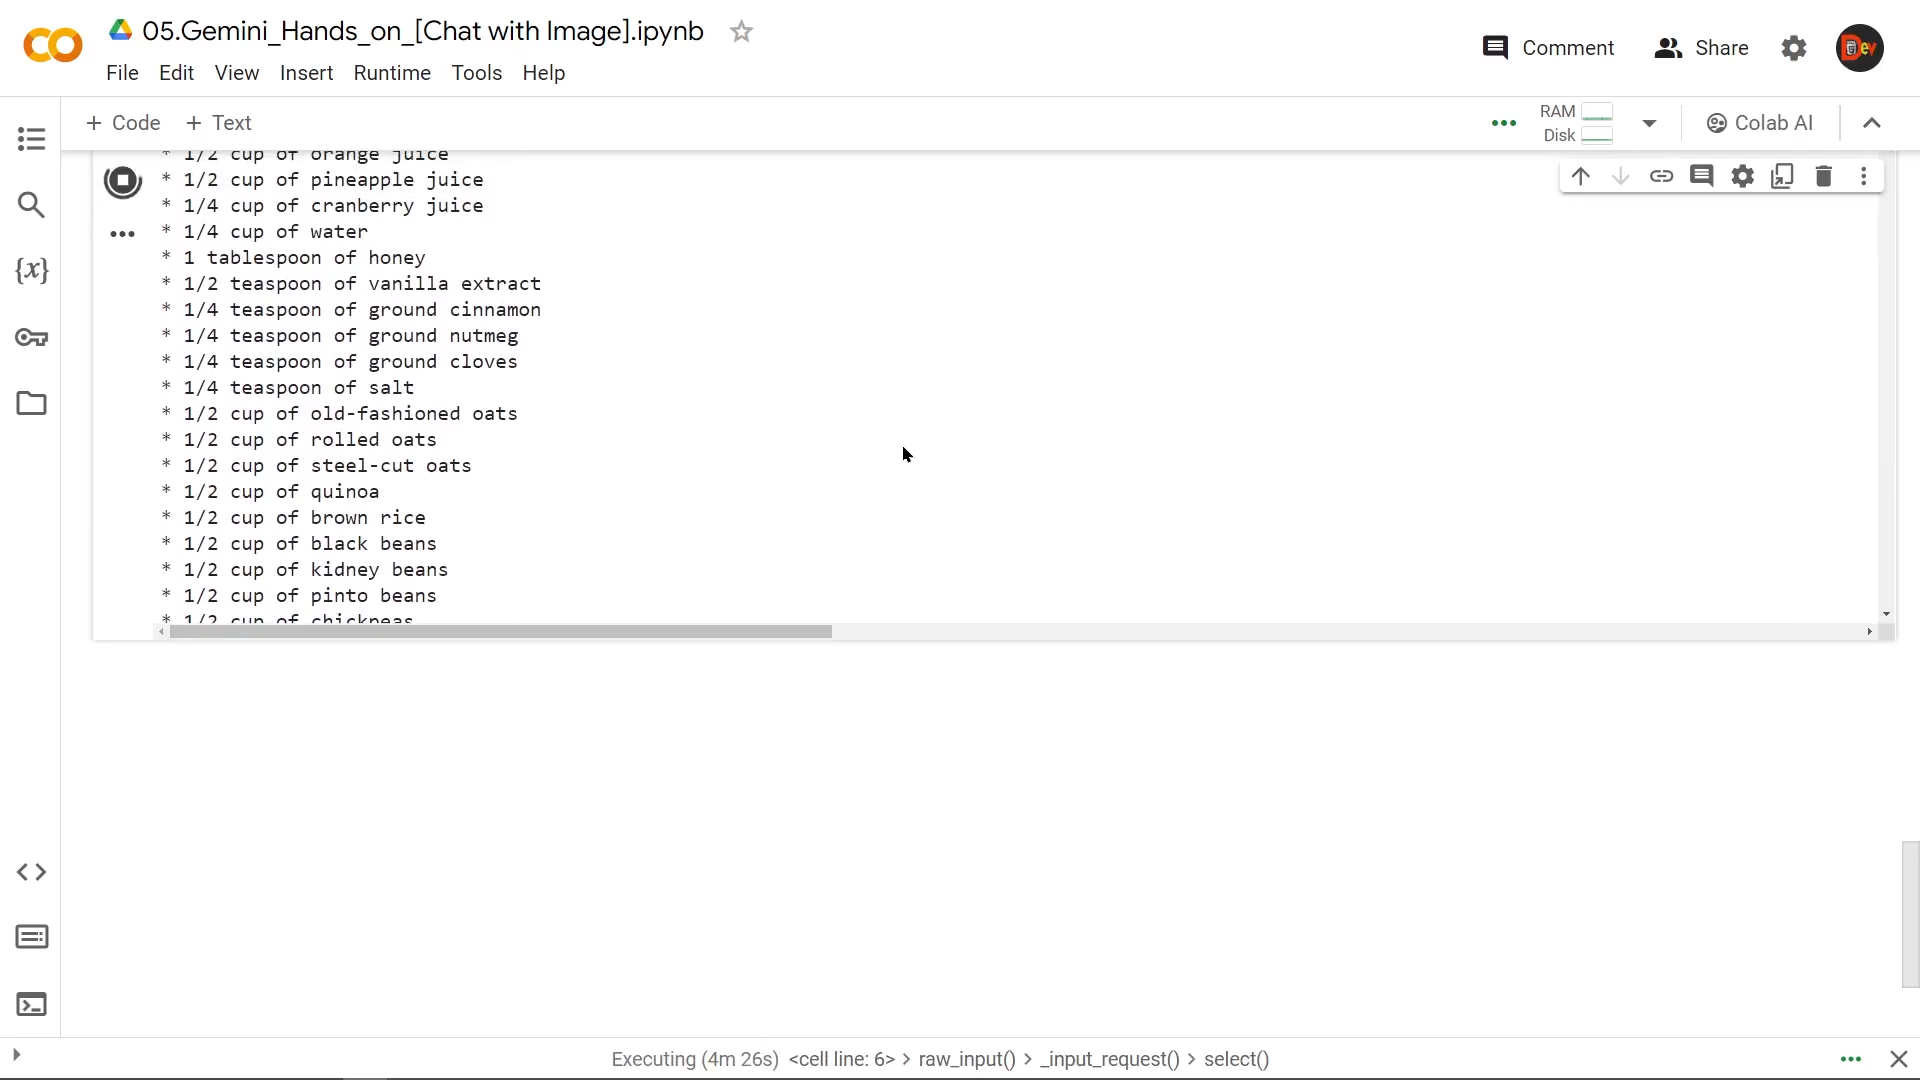 05.Gemini_Hands_on_[Chat with Image].ipynb
Comment
Share
Dev
File Edit View Insert Runtime Tools Help
+ Code + Text
RAM
Disk
Colab AI
{x}
* 1/2 cup of orange juice
* 1/2 cup of pineapple juice
* 1/4 cup of cranberry juice
* 1/4 cup of water
* 1 tablespoon of honey
* 1/2 teaspoon of vanilla extract
* 1/4 teaspoon of ground cinnamon
* 1/4 teaspoon of ground nutmeg
* 1/4 teaspoon of ground cloves
* 1/4 teaspoon of salt
* 1/2 cup of old-fashioned oats
* 1/2 cup of rolled oats
* 1/2 cup of steel-cut oats
* 1/2 cup of quinoa
* 1/2 cup of brown rice
* 1/2 cup of black beans
* 1/2 cup of kidney beans
* 1/2 cup of pinto beans
* 1/2 cup of chickpeas
Executing (4m 26s) <cell line: 6> > raw_input() > _input_request() > select()